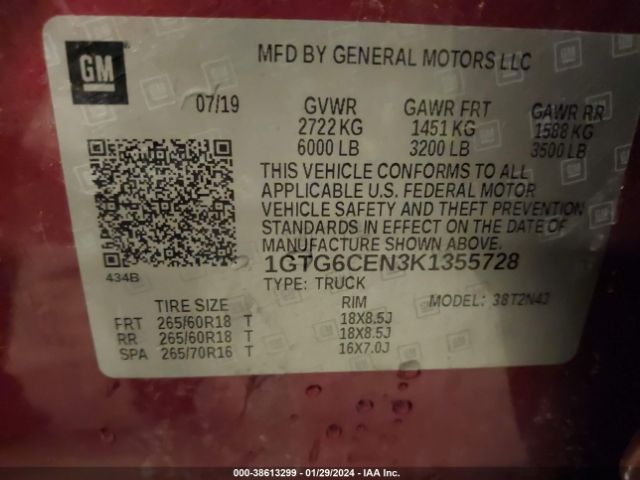 GM
MFD BY GENERAL MOTORS LLC
07/19 GVWR GAWR FRT GAWR RR
2722 KG 1451 KG 1588 KG
6000 LB 3200 LB 3500 LB
THIS VEHICLE CONFORMS TO ALL
APPLICABLE U.S. FEDERAL MOTOR
VEHICLE SAFETY AND THEFT PREVENTION
STANDARDS IN EFFECT ON THE DATE OF
MANUFACTURE SHOWN ABOVE.
434B
1GTG6CEN3K1355728
TYPE: TRUCK MODEL: 38T2N43
TIRE SIZE RIM
FRT 265/60R18 T 18X8.5J
RR 265/60R18 T 18X8.5J
SPA 265/70R16 T 16X7.0J
000-38613299 - 01/29/2024 - IAAI Inc.